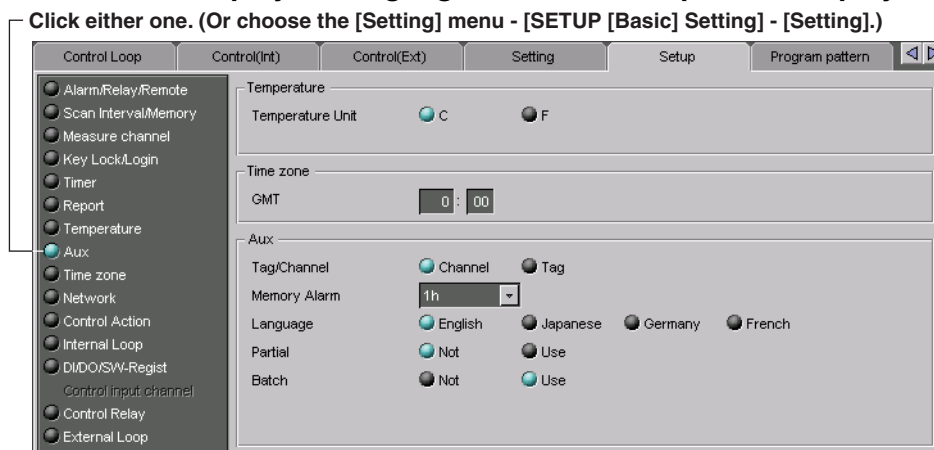 Click either one. (Or choose the [Setting] menu - [SETUP [Basic] Setting] - [Setting].)
Control Loop Control(Int) Control(Ext) Setting Setup Program pattern
Alarm/Relay/Remote
Scan Interval/Memory
Measure channel
Key Lock/Login
Timer
Report
Temperature
Aux
Time zone
Network
Control Action
Internal Loop
DI/DO/SW-Regist
Control input channel
Control Relay
External Loop
Temperature
Temperature Unit C F
Time zone
GMT 0 : 00
Aux
Tag/Channel Channel Tag
Memory Alarm 1h
Language English Japanese Germany French
Partial Not Use
Batch Not Use